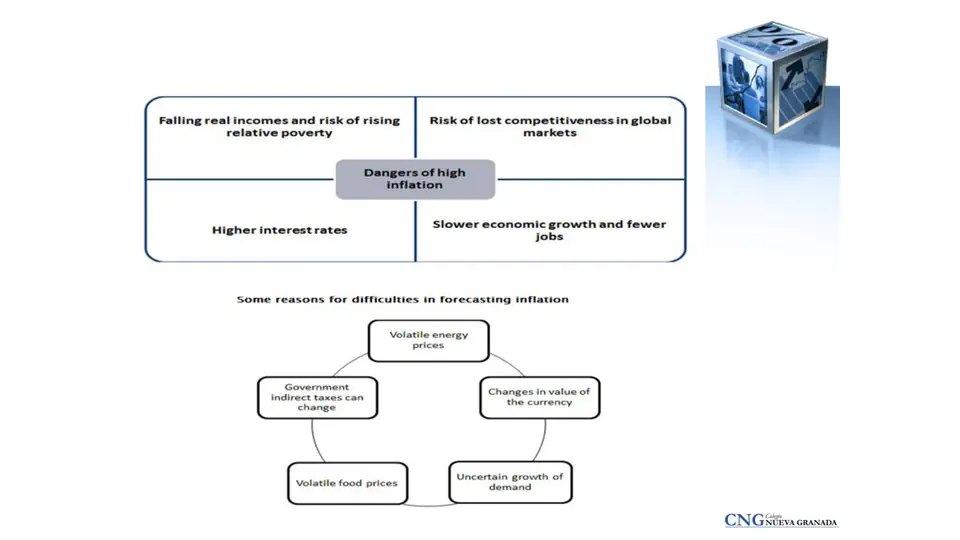 Falling real incomes and risk of rising
relative poverty
Risk of lost competitiveness in global
markets
Dangers of high
inflation
Higher interest rates
Slower economic growth and fewer
jobs
Some reasons for difficulties in forecasting inflation
Volatile energy
prices
Government
indirect taxes can
change
Changes in value of
the currency
Volatile food prices
Uncertain growth of
demand
%
CNG Colegio
NUEVA GRANADA